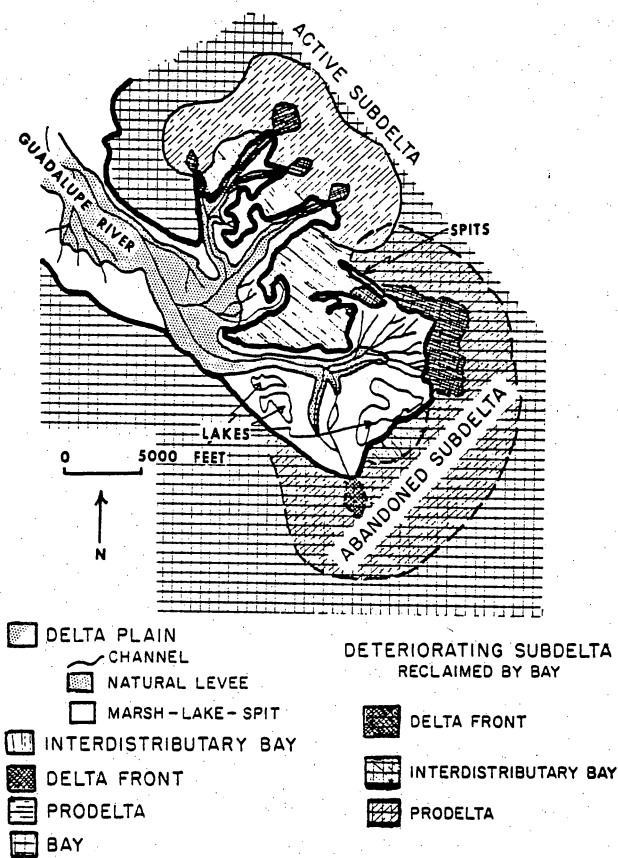 ACTIVE SUBDELTA
GUADALUPE RIVER
SPITS
LAKES
0 5000 FEET
N
ABANDONED SUBDELTA
DELTA PLAIN
CHANNEL
NATURAL LEVEE
MARSH-LAKE-SPIT
INTERDISTRIBUTARY BAY
DELTA FRONT
PRODELTA
BAY
DETERIORATING SUBDELTA
RECLAIMED BY BAY
DELTA FRONT
INTERDISTRIBUTARY BAY
PRODELTA